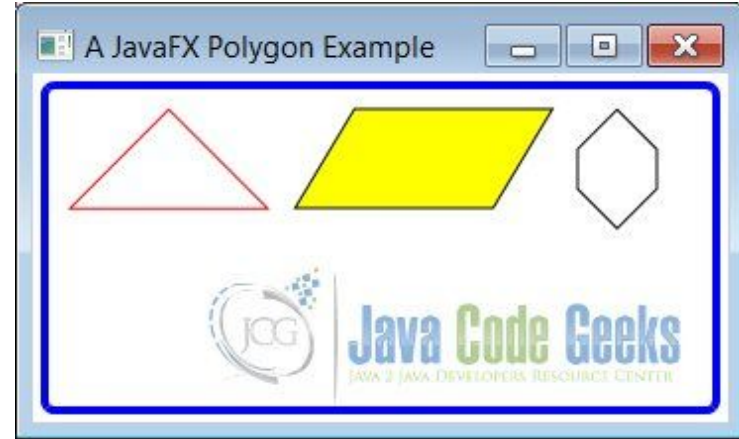 A JavaFX Polygon Example
JCG
Java Code Geeks
JAVA 2 JAVA DEVELOPERS RESOURCE CENTER